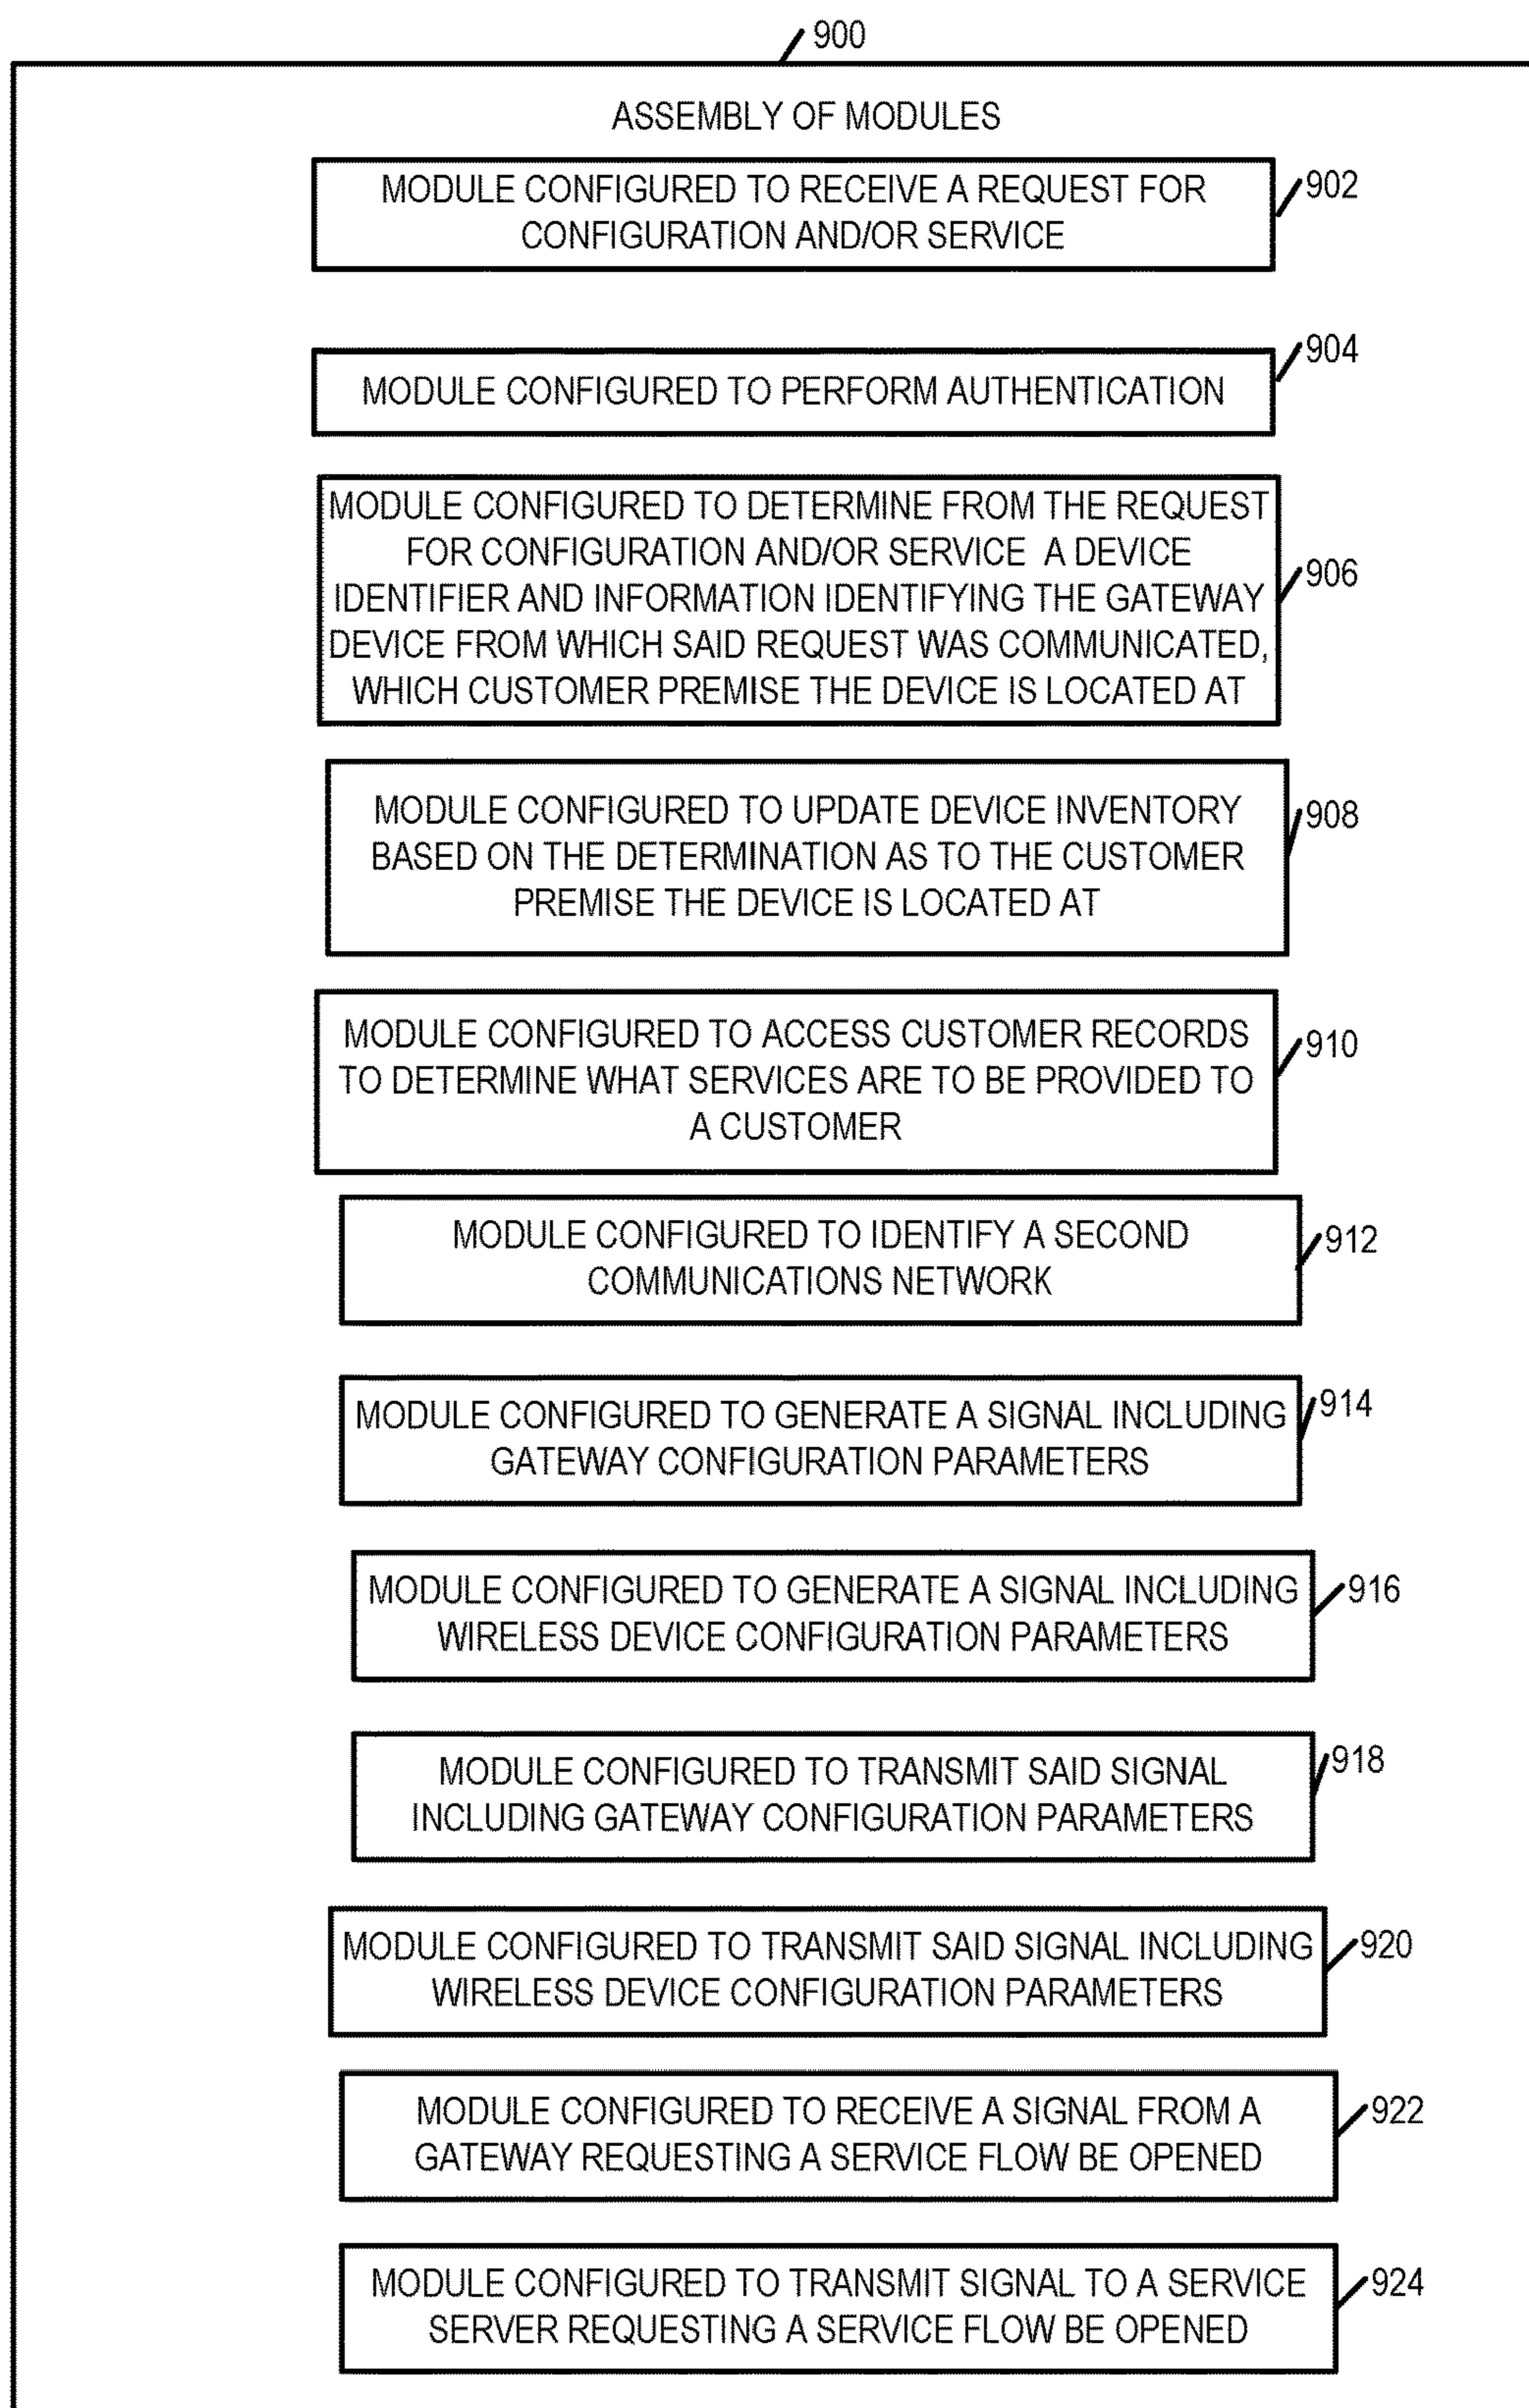 900
ASSEMBLY OF MODULES
MODULE CONFIGURED TO RECEIVE A REQUEST FOR
CONFIGURATION AND/OR SERVICE
902
MODULE CONFIGURED TO PERFORM AUTHENTICATION
904
MODULE CONFIGURED TO DETERMINE FROM THE REQUEST
FOR CONFIGURATION AND/OR SERVICE A DEVICE
IDENTIFIER AND INFORMATION IDENTIFYING THE GATEWAY
DEVICE FROM WHICH SAID REQUEST WAS COMMUNICATED,
WHICH CUSTOMER PREMISE THE DEVICE IS LOCATED AT
906
MODULE CONFIGURED TO UPDATE DEVICE INVENTORY
BASED ON THE DETERMINATION AS TO THE CUSTOMER
PREMISE THE DEVICE IS LOCATED AT
908
MODULE CONFIGURED TO ACCESS CUSTOMER RECORDS
TO DETERMINE WHAT SERVICES ARE TO BE PROVIDED TO
A CUSTOMER
910
MODULE CONFIGURED TO IDENTIFY A SECOND
COMMUNICATIONS NETWORK
912
MODULE CONFIGURED TO GENERATE A SIGNAL INCLUDING
GATEWAY CONFIGURATION PARAMETERS
914
MODULE CONFIGURED TO GENERATE A SIGNAL INCLUDING
WIRELESS DEVICE CONFIGURATION PARAMETERS
916
MODULE CONFIGURED TO TRANSMIT SAID SIGNAL
INCLUDING GATEWAY CONFIGURATION PARAMETERS
918
MODULE CONFIGURED TO TRANSMIT SAID SIGNAL INCLUDING
WIRELESS DEVICE CONFIGURATION PARAMETERS
920
MODULE CONFIGURED TO RECEIVE A SIGNAL FROM A
GATEWAY REQUESTING A SERVICE FLOW BE OPENED
922
MODULE CONFIGURED TO TRANSMIT SIGNAL TO A SERVICE
SERVER REQUESTING A SERVICE FLOW BE OPENED
924